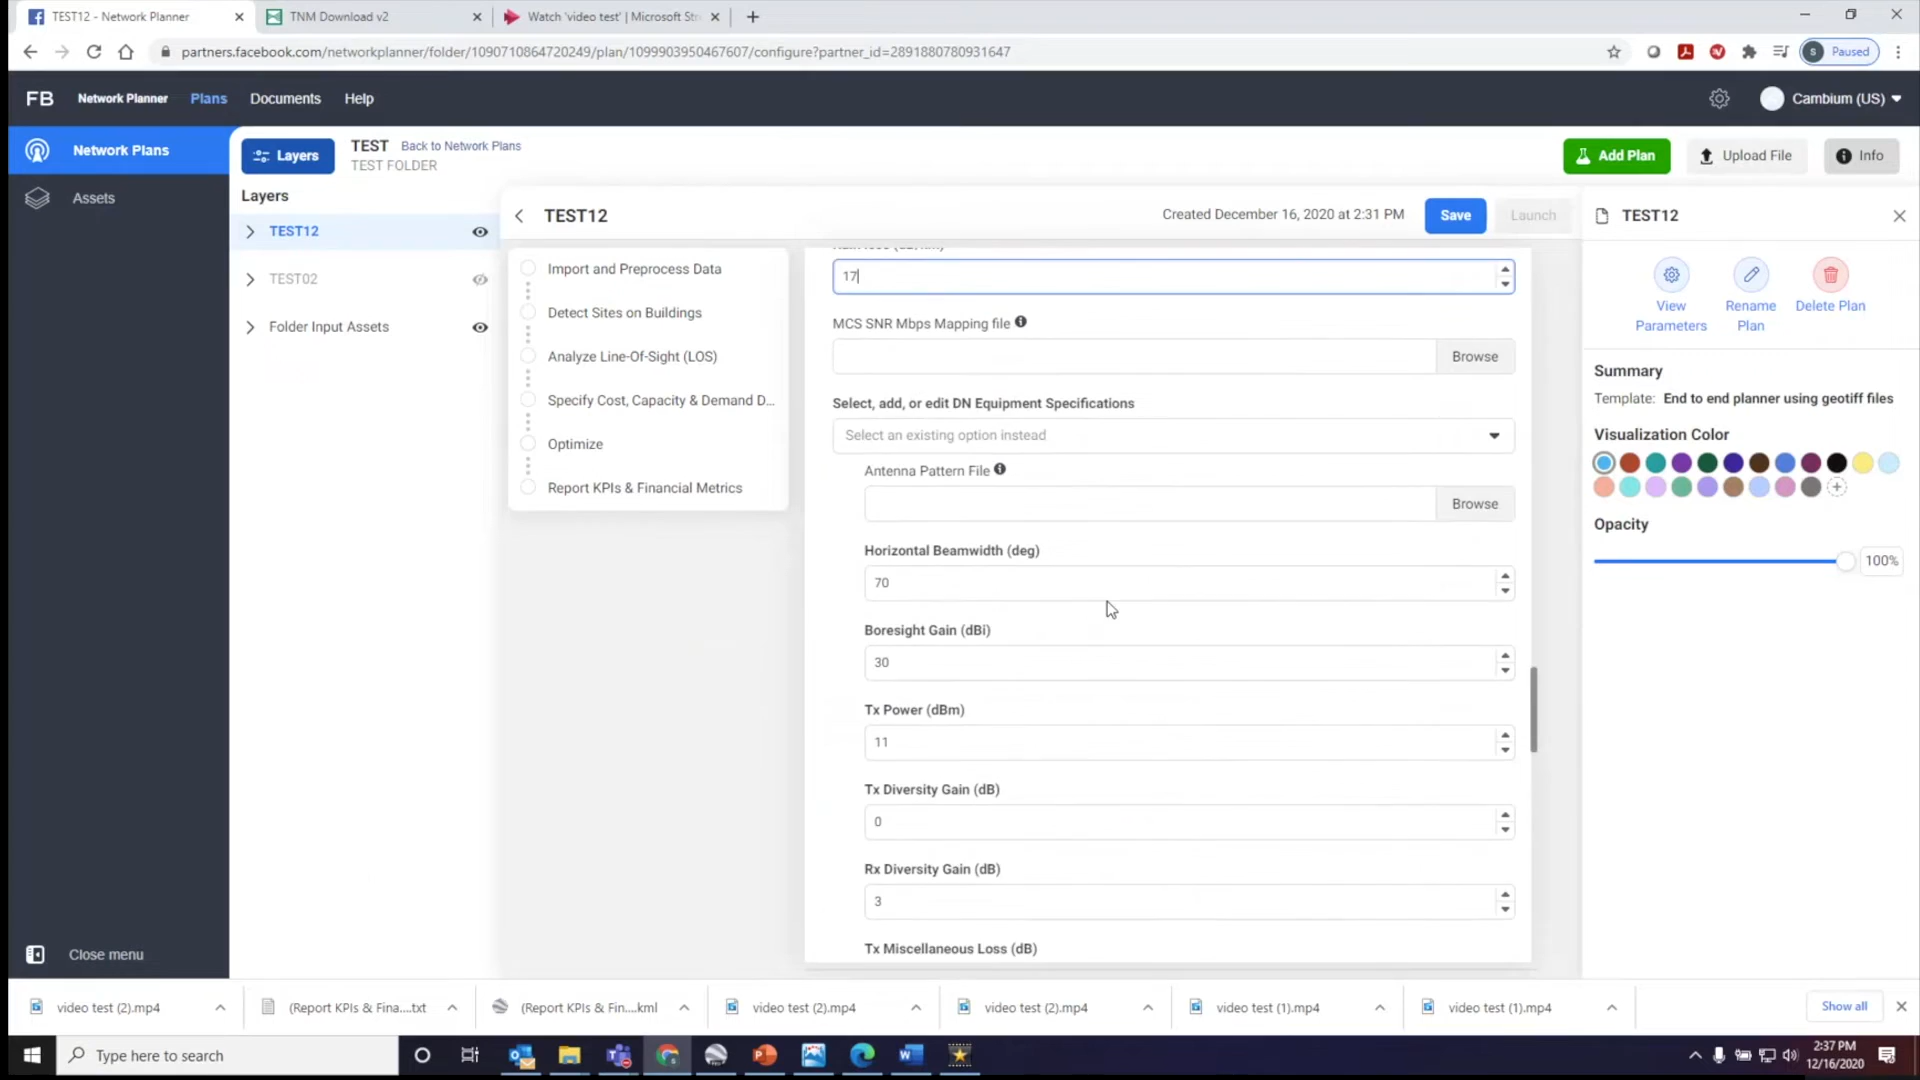 TEST12 - Network Planner
TNM Download v2
Watch 'video test' | Microsoft Str
partners.facebook.com/networkplanner/folder/1090710864720249/plan/1099903950467607/configure?partner_id=2891880780931647
S Paused
FB Network Planner Plans Documents Help
Cambium (US)
Network Plans
Assets
Close menu
Layers
TEST Back to Network Plans
TEST FOLDER
Add Plan
Upload File
Info
Layers
TEST12
TEST02
Folder Input Assets
TEST12
Created December 16, 2020 at 2:31 PM
Save
Launch
Import and Preprocess Data
Detect Sites on Buildings
Analyze Line-Of-Sight (LOS)
Specify Cost, Capacity & Demand D...
Optimize
Report KPIs & Financial Metrics
17
MCS SNR Mbps Mapping file
Browse
Select, add, or edit DN Equipment Specifications
Select an existing option instead
Antenna Pattern File
Browse
Horizontal Beamwidth (deg)
70
Boresight Gain (dBi)
30
Tx Power (dBm)
11
Tx Diversity Gain (dB)
0
Rx Diversity Gain (dB)
3
Tx Miscellaneous Loss (dB)
TEST12
View
Parameters
Rename
Plan
Delete Plan
Summary
Template: End to end planner using geotiff files
Visualization Color
Opacity
100%
video test (2).mp4
(Report KPIs & Fina....txt
(Report KPIs & Fin....kml
video test (2).mp4
video test (2).mp4
video test (1).mp4
video test (1).mp4
Show all
Type here to search
2:37 PM
12/16/2020